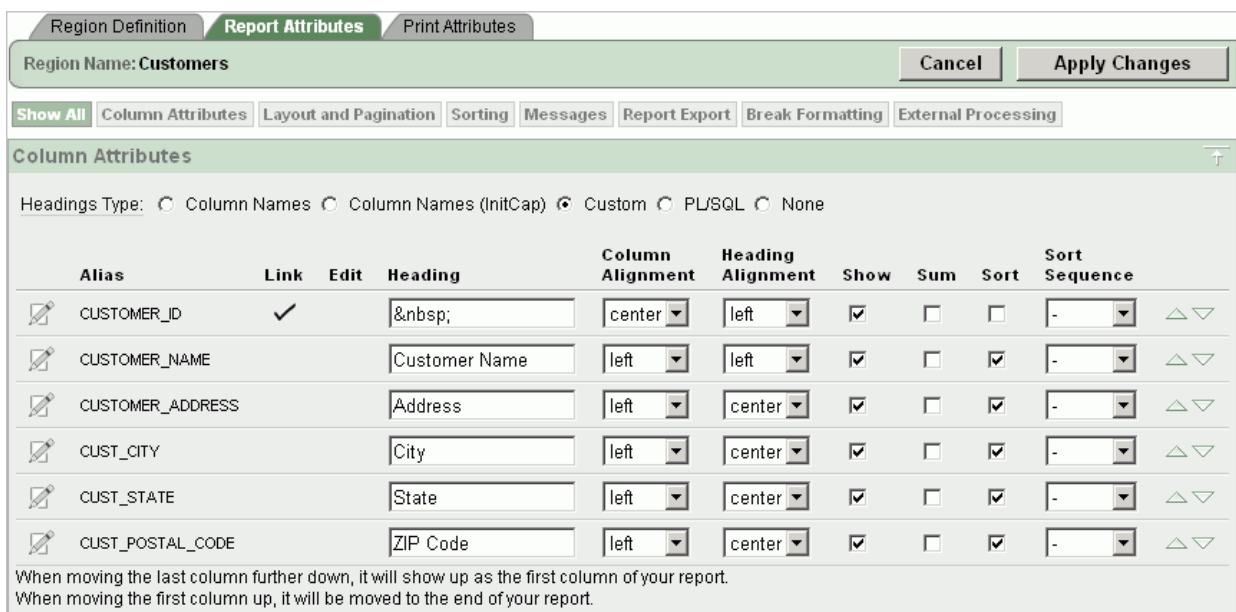 Region Definition Report Attributes Print Attributes
Region Name: Customers Cancel Apply Changes
Show All Column Attributes Layout and Pagination Sorting Messages Report Export Break Formatting External Processing
Column Attributes
Headings Type: Column Names Column Names (InitCap) Custom PL/SQL None
Column Heading Sort
Alias Link Edit Heading Alignment Alignment Show Sum Sort Sequence
CUSTOMER_ID &nbsp; center left -
CUSTOMER_NAME Customer Name left left -
CUSTOMER_ADDRESS Address left center -
CUST_CITY City left center -
CUST_STATE State left center -
CUST_POSTAL_CODE ZIP Code left center -
When moving the last column further down, it will show up as the first column of your report.
When moving the first column up, it will be moved to the end of your report.